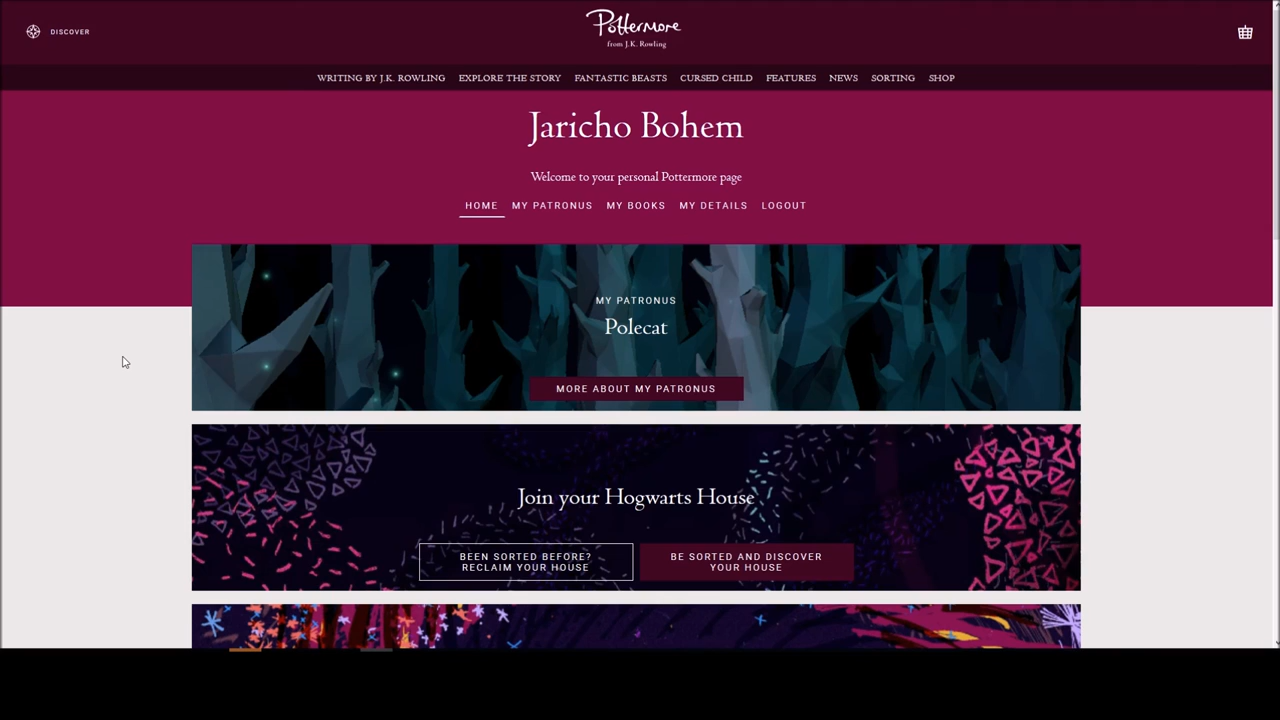 DISCOVER
Pottermore
from J.K. Rowling
WRITING BY J.K. ROWLING EXPLORE THE STORY FANTASTIC BEASTS CURSED CHILD FEATURES NEWS SORTING SHOP
Jaricho Bohem
Welcome to your personal Pottermore page
HOME MY PATRONUS MY BOOKS MY DETAILS LOGOUT
MY PATRONUS
Polecat
MORE ABOUT MY PATRONUS
Join your Hogwarts House
BEEN SORTED BEFORE?
RECLAIM YOUR HOUSE
BE SORTED AND DISCOVER
YOUR HOUSE